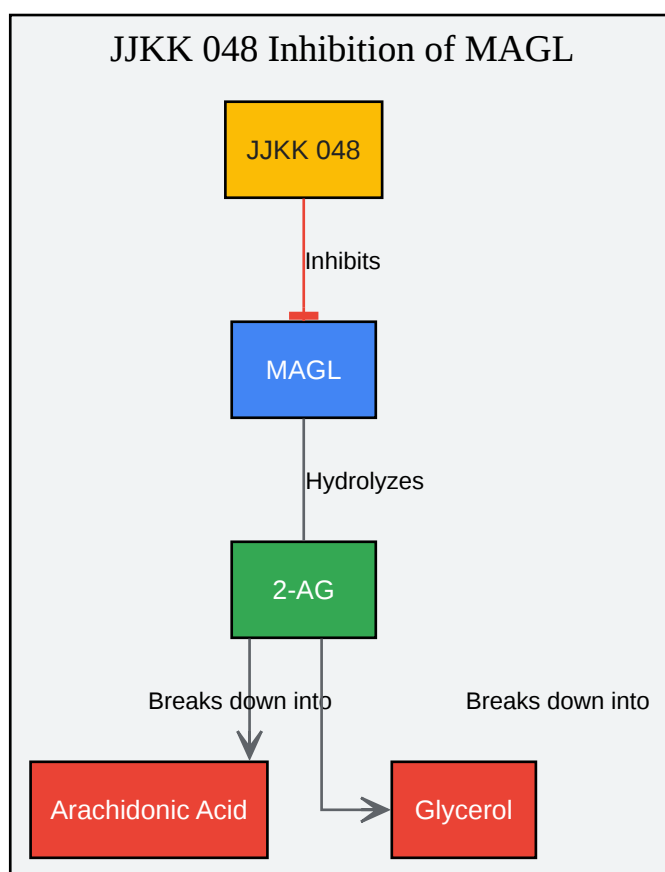 JJKK 048 Inhibition of MAGL
JJKK 048
Inhibits
MAGL
Hydrolyzes
2-AG
Breaks down into
Breaks down into
Arachidonic Acid
Glycerol